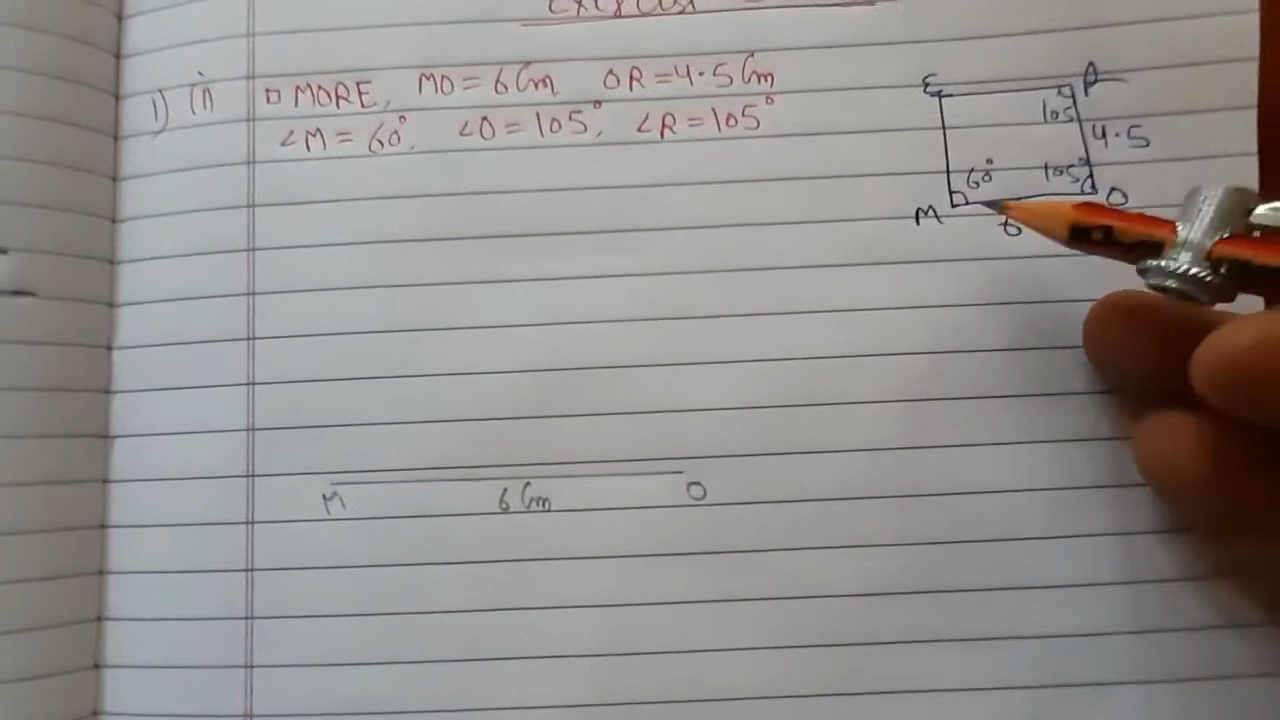 1) (i) □ MORE, MO = 6 Cm OR = 4.5 Cm
∠M = 60°. ∠O = 105°, ∠R = 105°
E R
105
4.5
60° 105°
M 6 O
M 6 Cm O